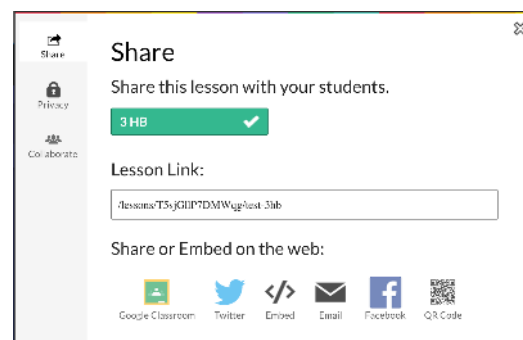 Share
Privacy
Collaborate
Share
Share this lesson with your students.
3 HB
Lesson Link:
Share or Embed on the web:
Google Classroom
Twitter
Embed
Email
Facebook
QR Code